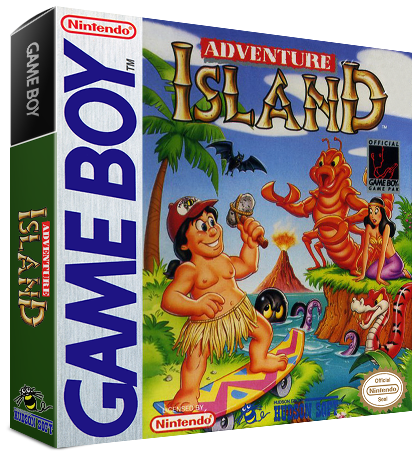 GAME BOY
ADVENTURE
ISLAND
HUDSON SOFT
Nintendo
GAME BOY
TM
ADVENTURE
ISLAND
TM
OFFICIAL
GAME BOY
GAME PAK
LICENSED BY
Nintendo
HUDSON SOFT
Official
Nintendo
Seal